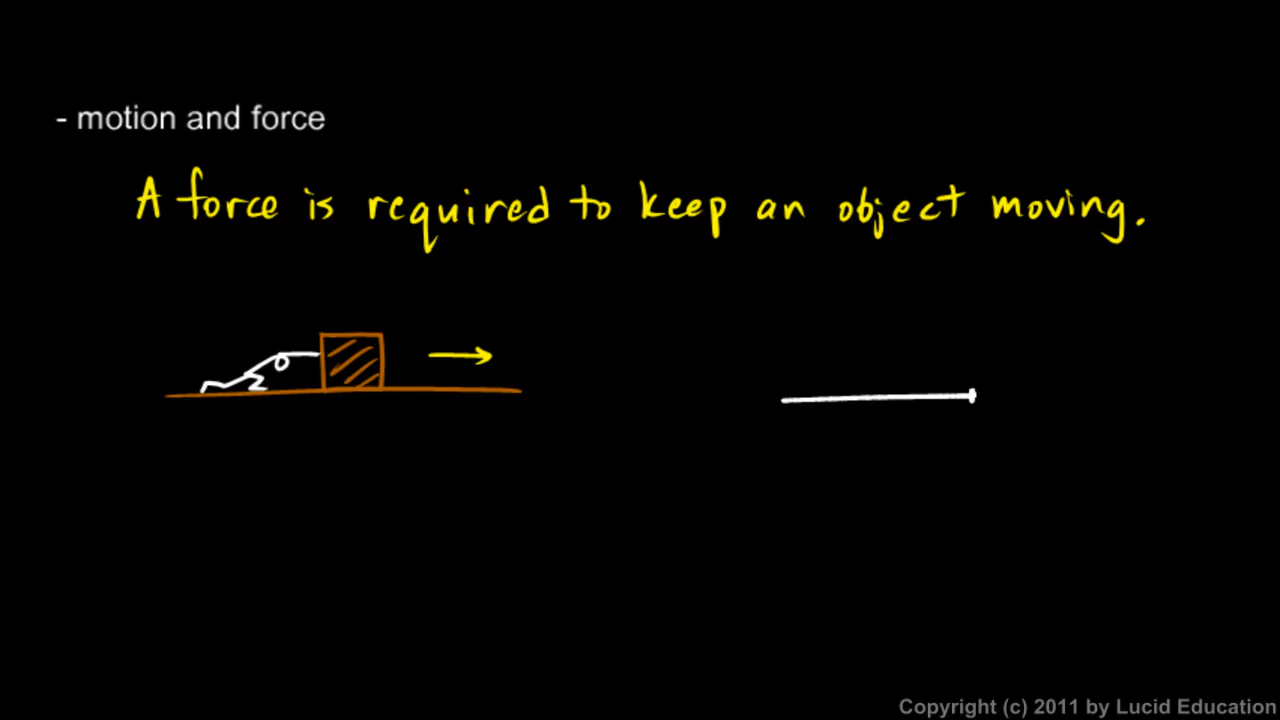 - motion and force
A force is required to keep an object moving.
Copyright (c) 2011 by Lucid Education